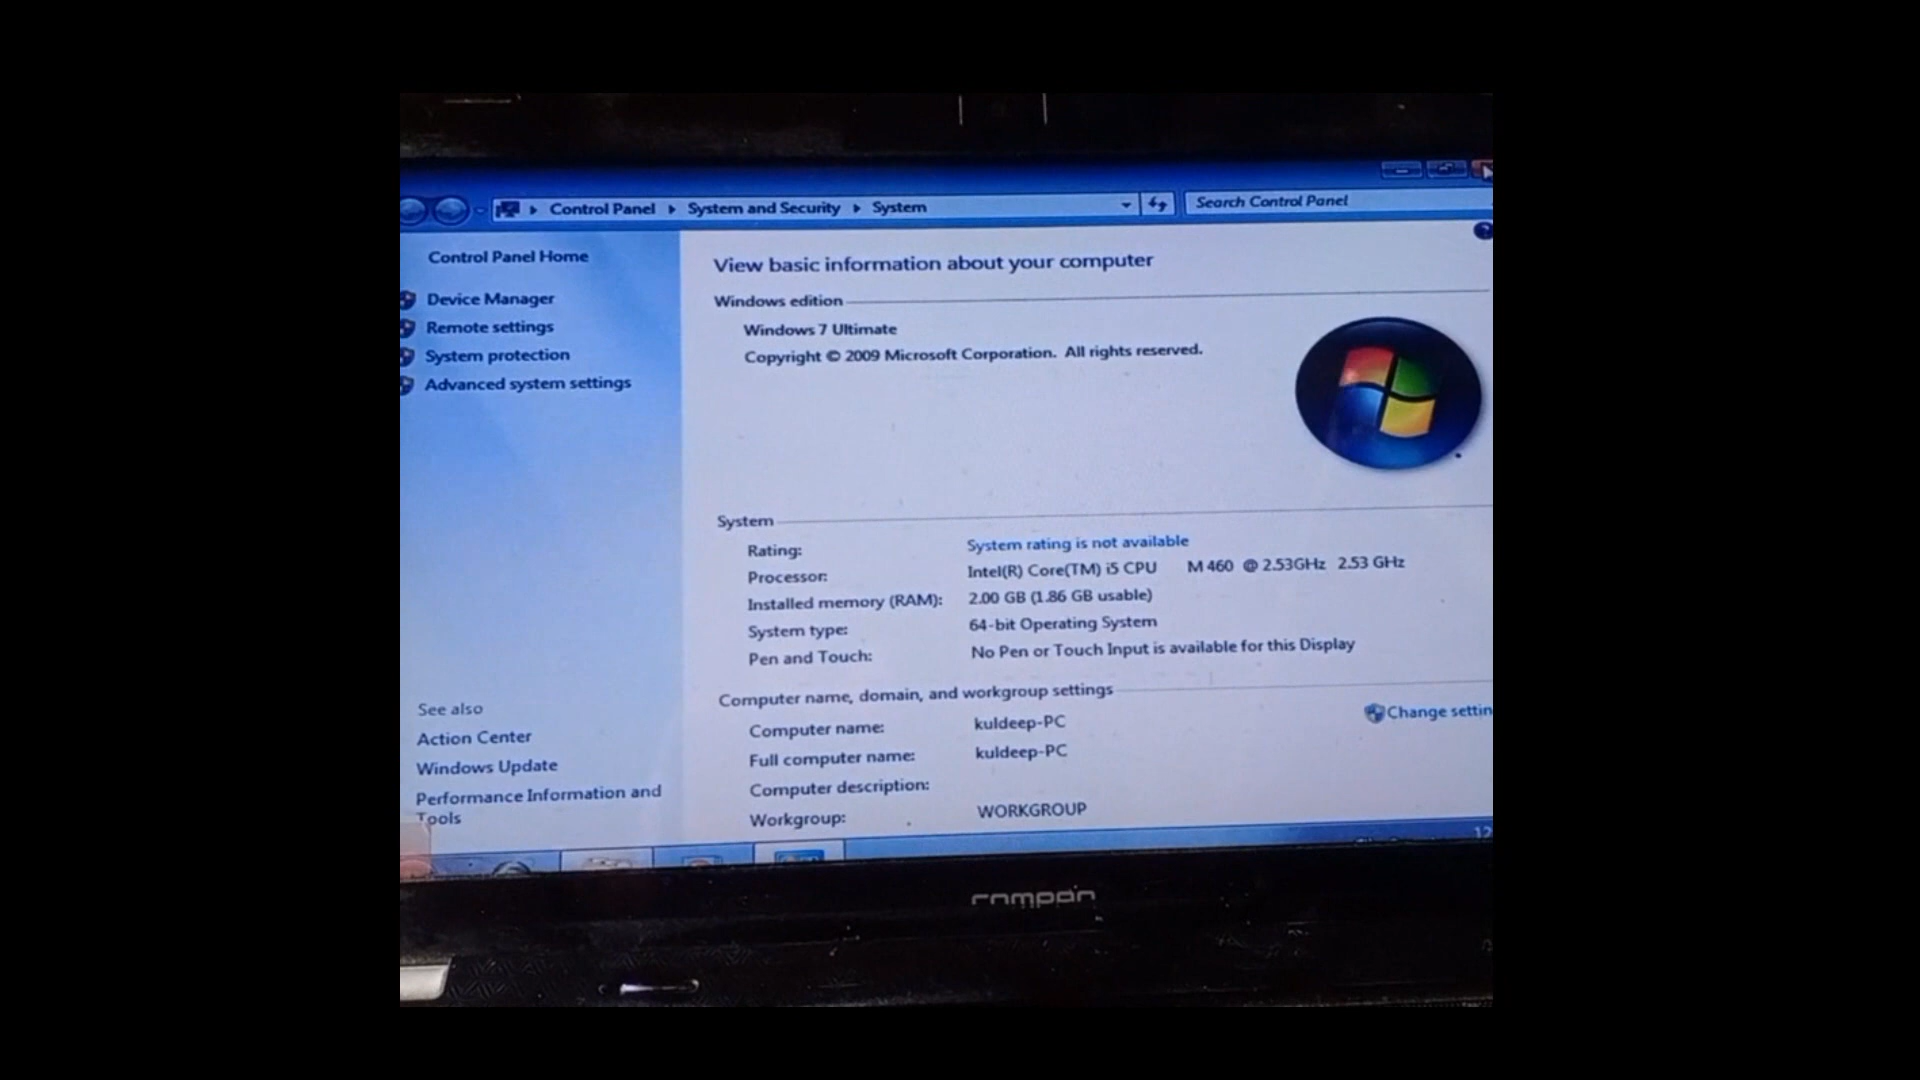 Control Panel ▸ System and Security ▸ System
Search Control Panel
Control Panel Home
Device Manager
Remote settings
System protection
Advanced system settings
See also
Action Center
Windows Update
Performance Information and
Tools
View basic information about your computer
Windows edition
Windows 7 Ultimate
Copyright © 2009 Microsoft Corporation. All rights reserved.
System
Rating: System rating is not available
Processor: Intel(R) Core(TM) i5 CPU M 460 @ 2.53GHz 2.53 GHz
Installed memory (RAM): 2.00 GB (1.86 GB usable)
System type: 64-bit Operating System
Pen and Touch: No Pen or Touch Input is available for this Display
Computer name, domain, and workgroup settings
Computer name: kuldeep-PC
Change settin
Full computer name: kuldeep-PC
Computer description:
Workgroup: WORKGROUP
12